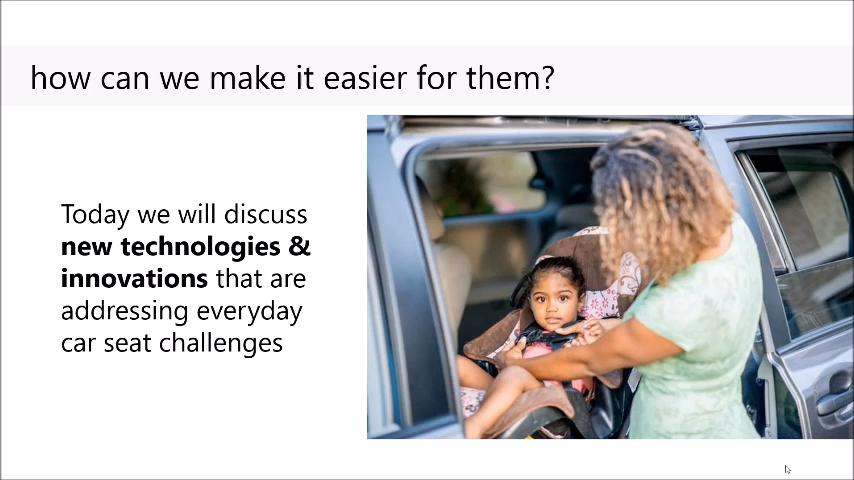 how can we make it easier for them?
Today we will discuss
new technologies &
innovations that are
addressing everyday
car seat challenges